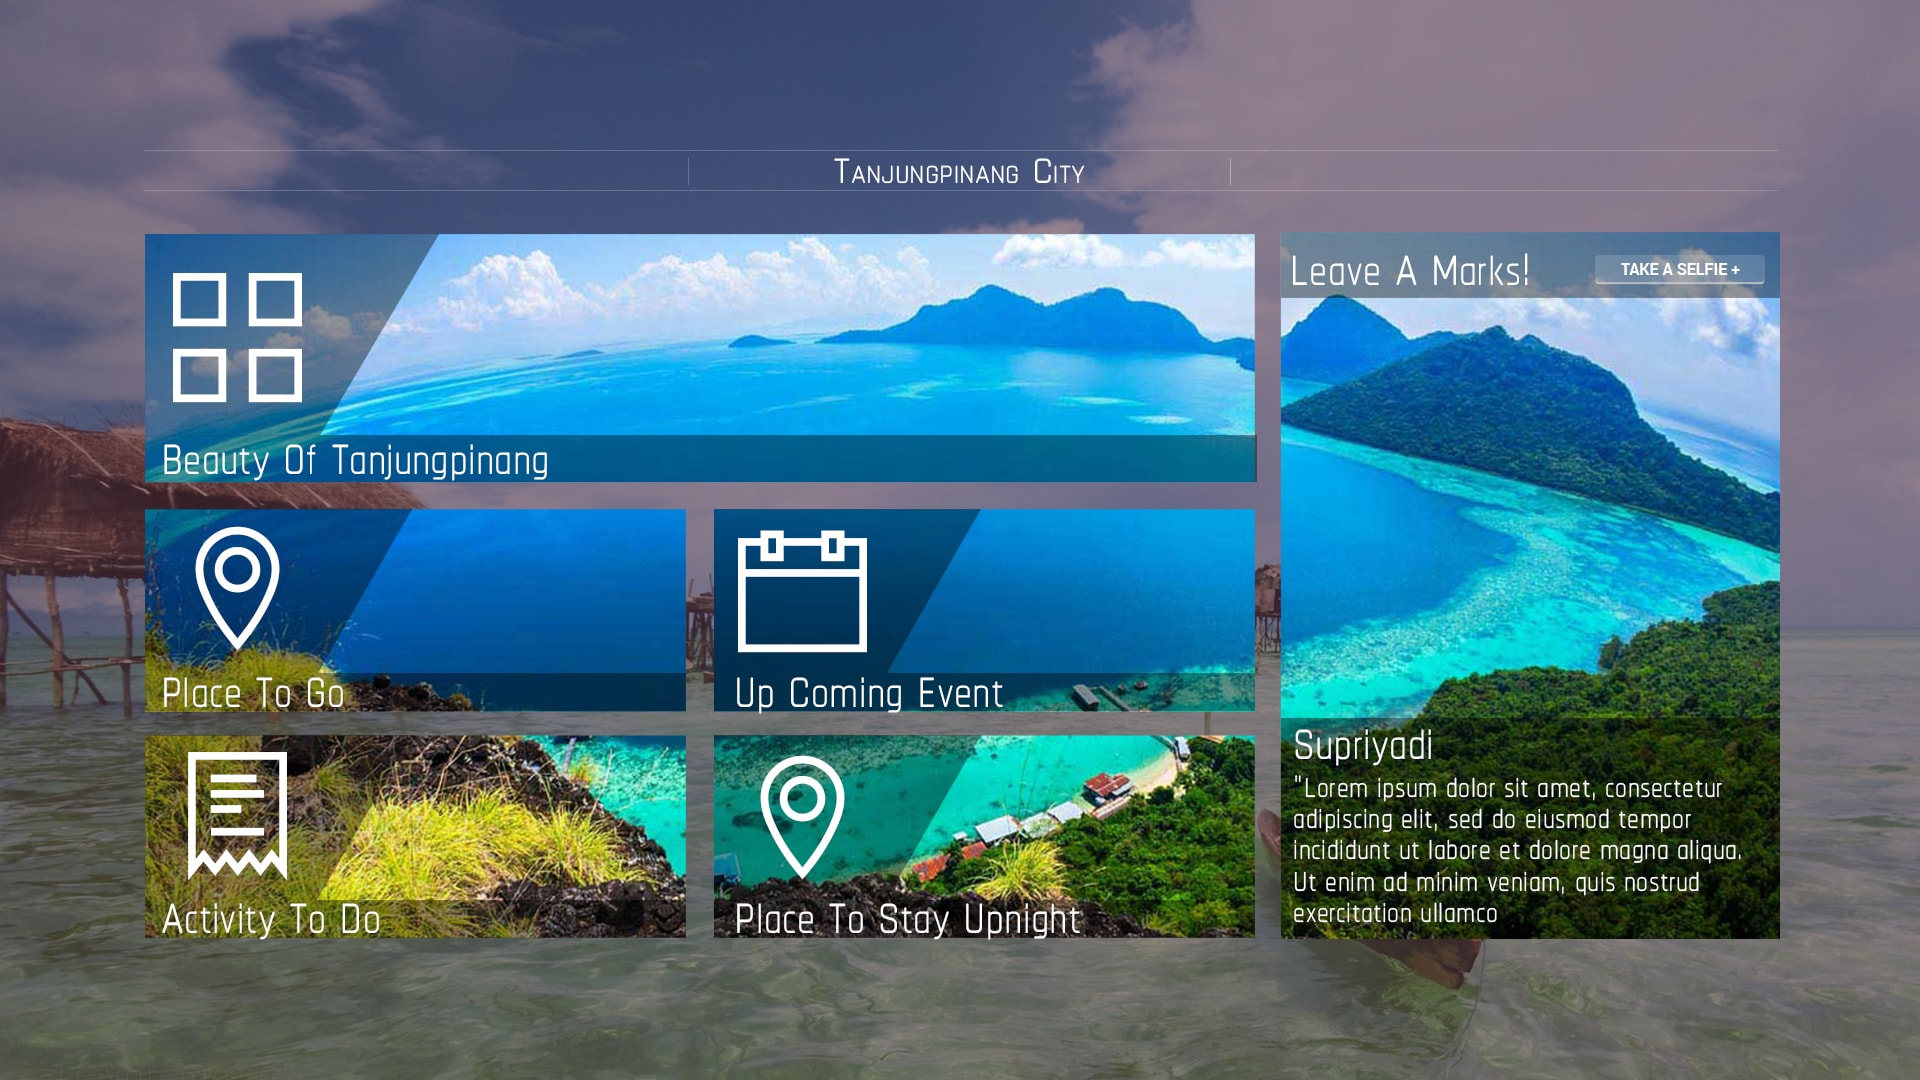 Tanjungpinang City
Beauty Of Tanjungpinang
Leave A Marks!
TAKE A SELFIE +
Place To Go
Up Coming Event
Activity To Do
Place To Stay Upnight
Supriyadi
"Lorem ipsum dolor sit amet, consectetur
adipiscing elit, sed do eiusmod tempor
incididunt ut labore et dolore magna aliqua.
Ut enim ad minim veniam, quis nostrud
exercitation ullamco